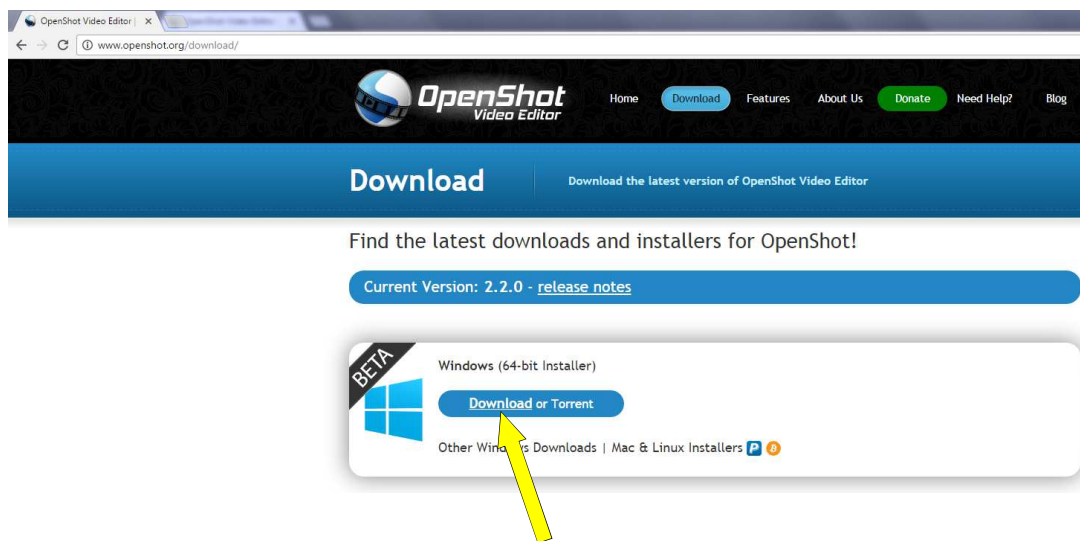 OpenShot Video Editor |
www.openshot.org/download/
OpenShot
Video Editor
Home Download Features About Us Donate Need Help? Blog
Download
Download the latest version of OpenShot Video Editor
Find the latest downloads and installers for OpenShot!
Current Version: 2.2.0 - release notes
BETA
Windows (64-bit Installer)
Download or Torrent
Other Windows Downloads | Mac & Linux Installers